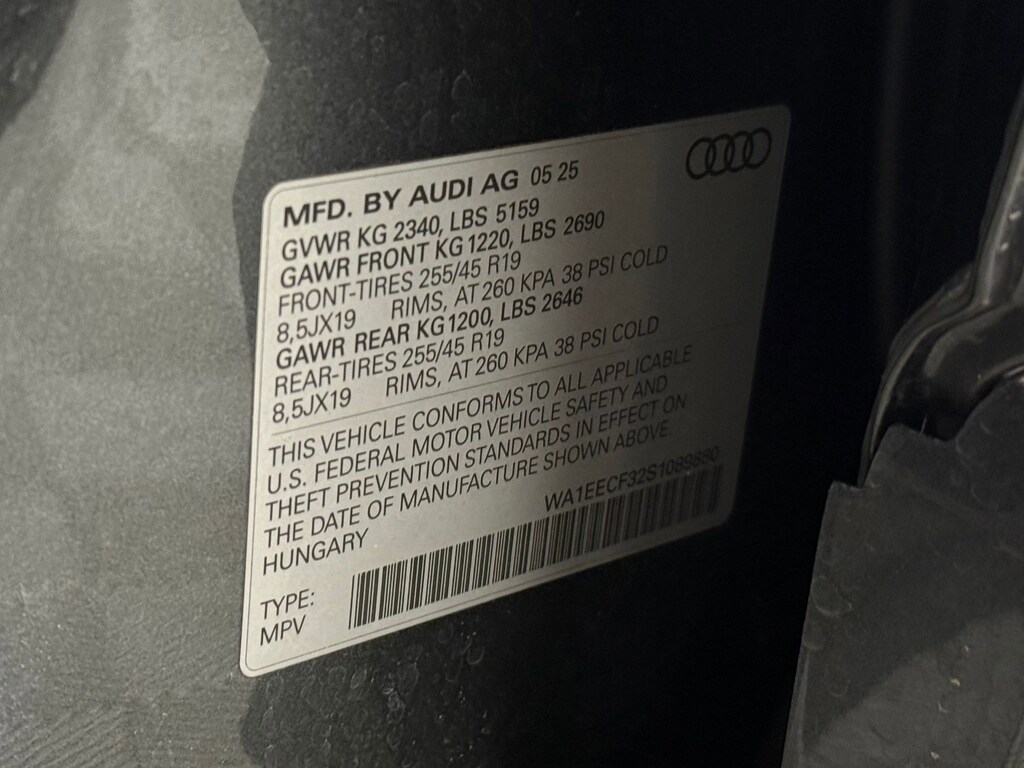 MFD. BY AUDI AG 05 25
GVWR KG 2340, LBS 5159
GAWR FRONT KG 1220, LBS 2690
FRONT-TIRES 255/45 R19
8,5JX19 RIMS, AT 260 KPA 38 PSI COLD
GAWR REAR KG 1200, LBS 2646
REAR-TIRES 255/45 R19
8,5JX19 RIMS, AT 260 KPA 38 PSI COLD
THIS VEHICLE CONFORMS TO ALL APPLICABLE
U.S. FEDERAL MOTOR VEHICLE SAFETY AND
THEFT PREVENTION STANDARDS IN EFFECT ON
THE DATE OF MANUFACTURE SHOWN ABOVE.
HUNGARY
WA1EECF32S1089880
TYPE:
MPV